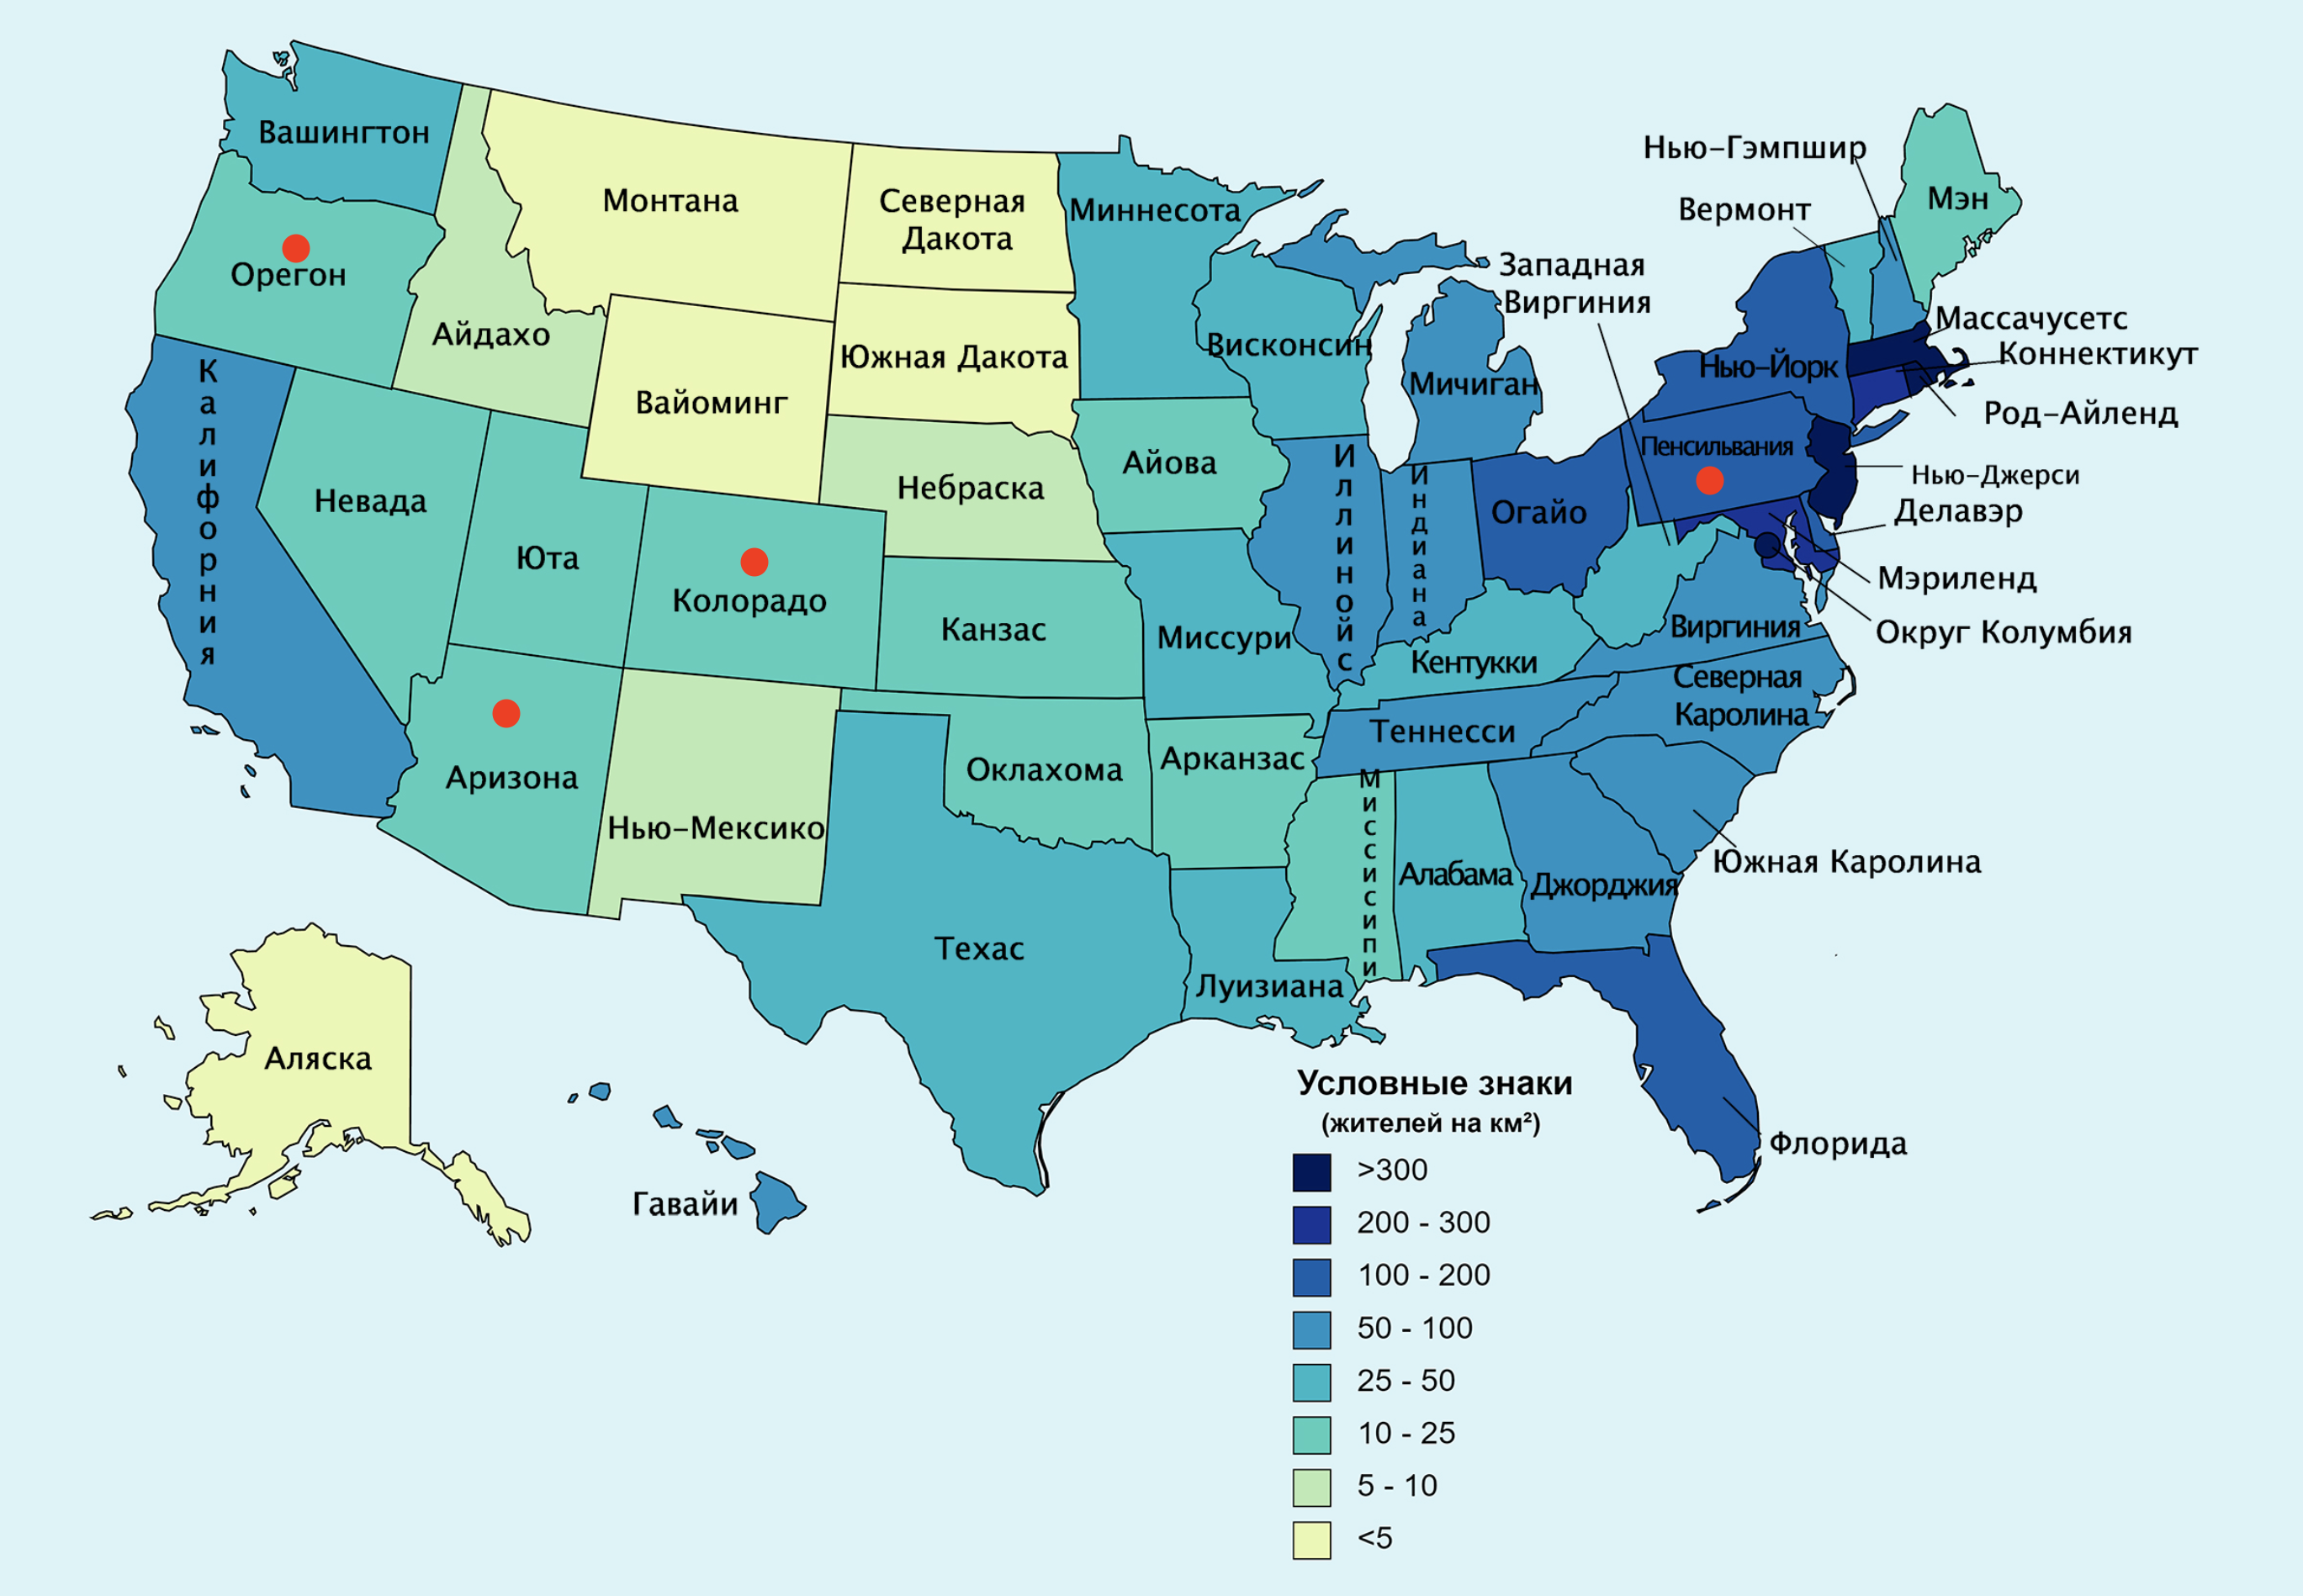 Вашингтон
Монтана
Северная
Дакота
Миннесота
Нью-Гэмпшир
Вермонт
Мэн
Орегон
Айдахо
Западная
Виргиния
Массачусетс
Коннектикут
Род-Айленд
Висконсин
Южная Дакота
Мичиган
Нью-Йорк
Калифорния
Вайоминг
Айова
Пенсильвания
Нью-Джерси
Делавэр
Невада
Небраска
Иллинойс
Индиана
Огайо
Юта
Колорадо
Мэриленд
Округ Колумбия
Канзас
Миссури
Кентукки
Виргиния
Северная
Каролина
Аризона
Оклахома
Арканзас
Теннесси
Нью-Мексико
Миссиссипи
Алабама
Джорджия
Южная Каролина
Техас
Луизиана
Аляска
Гавайи
Флорида
Условные знаки
(жителей на км²)
>300
200 - 300
100 - 200
50 - 100
25 - 50
10 - 25
5 - 10
<5